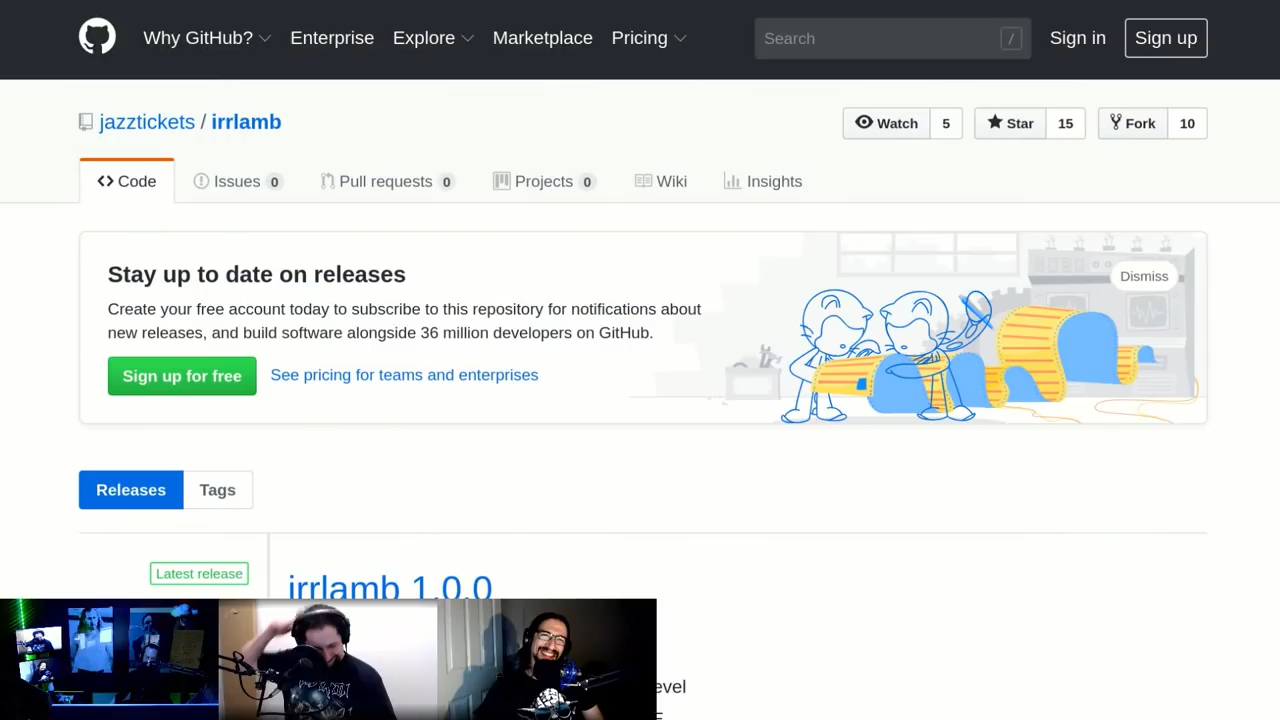 Why GitHub? Enterprise Explore Marketplace Pricing Search / Sign in Sign up
jazztickets / irrlamb Watch 5 Star 15 Fork 10
Code Issues 0 Pull requests 0 Projects 0 Wiki Insights
Stay up to date on releases
Dismiss
Create your free account today to subscribe to this repository for notifications about
new releases, and build software alongside 36 million developers on GitHub.
Sign up for free See pricing for teams and enterprises
Releases Tags
Latest release
irrlamb 1.0.0